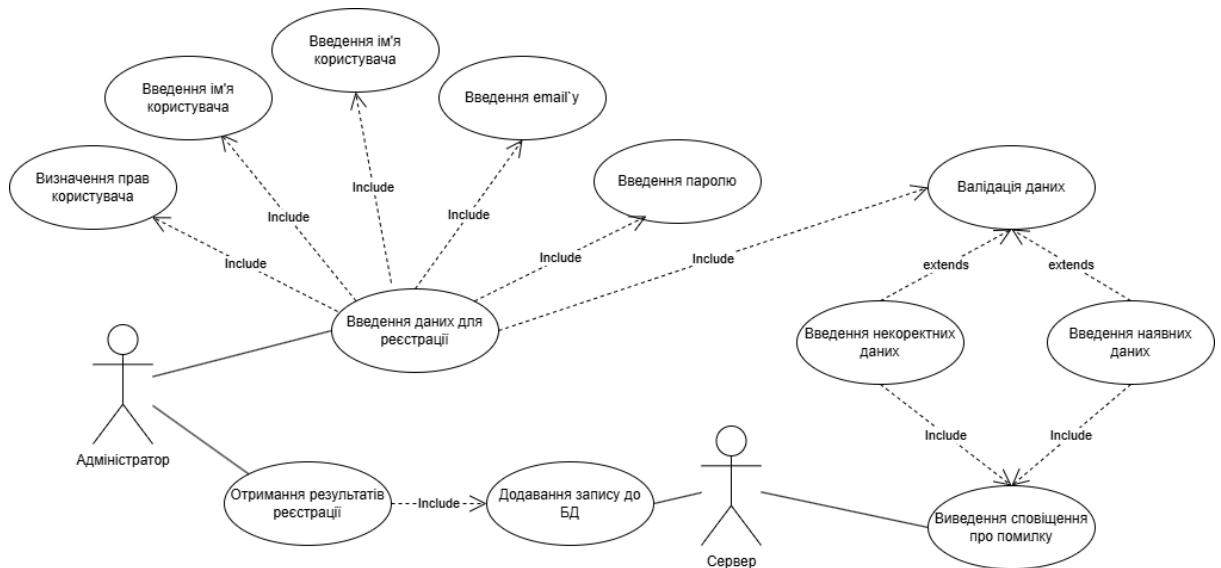 Введення ім'я
користувача
Введення ім'я
користувача
Введення email`у
Визначення прав
користувача
Введення паролю
Валідація даних
Include
Include
Include
Include
Include
Include
extends
extends
Введення даних для
реєстрації
Введення некоректних
даних
Введення наявних
даних
Адміністратор
Include
Include
Отримання результатів
реєстрації
Include
Додавання запису до
БД
Сервер
Виведення сповіщення
про помилку